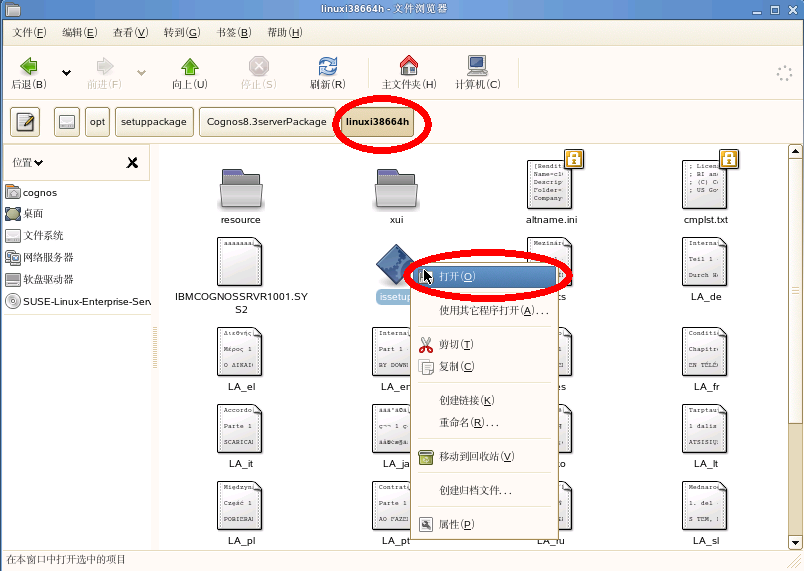 linuxi38664h - 文件浏览器
文件(F) 编辑(E) 查看(V) 转到(G) 书签(B) 帮助(H)
后退(B) 前进(F) 向上(U) 停止(S) 刷新(R) 主文件夹(H) 计算机(C)
opt setuppackage Cognos8.3serverPackage linuxi38664h
位置
cognos
桌面
文件系统
网络服务器
软盘驱动器
SUSE-Linux-Enterprise-Serv
resource xui altname.ini cmplst.txt
IBMCOGNOSSRVR1001.SY
S2
issetup
LA_de
LA_el
LA_en
LA_fr
LA_it
LA_ja
LA_lt
LA_pl
LA_pt
LA_ru
LA_sl
打开(O)
使用其它程序打开(A)...
剪切(T)
复制(C)
创建链接(K)
重命名(R)...
移动到回收站(V)
创建归档文件...
属性(P)
在本窗口中打开选中的项目